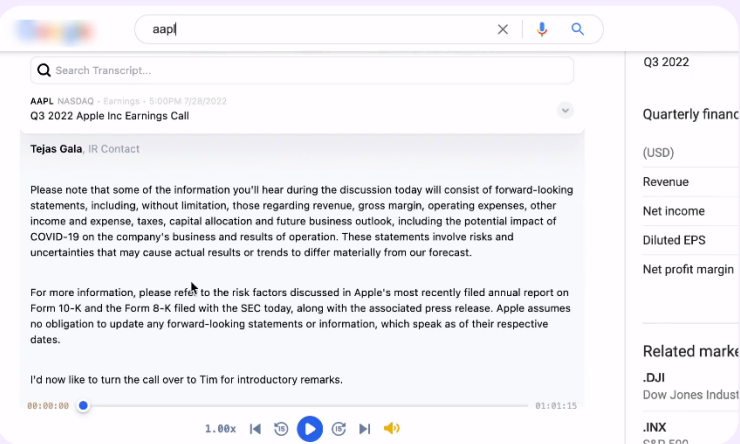 aapl
Search Transcript...
AAPL NASDAQ - Earnings - 5:00PM 7/28/2022
Q3 2022 Apple Inc Earnings Call
Tejas Gala, IR Contact
Please note that some of the information you'll hear during the discussion today will consist of forward-looking
statements, including, without limitation, those regarding revenue, gross margin, operating expenses, other
income and expense, taxes, capital allocation and future business outlook, including the potential impact of
COVID-19 on the company's business and results of operation. These statements involve risks and
uncertainties that may cause actual results or trends to differ materially from our forecast.
For more information, please refer to the risk factors discussed in Apple's most recently filed annual report on
Form 10-K and the Form 8-K filed with the SEC today, along with the associated press release. Apple assumes
no obligation to update any forward-looking statements or information, which speak as of their respective
dates.
I'd now like to turn the call over to Tim for introductory remarks.
00:00:00
01:01:15
1.00x
15
15
Q3 2022
Quarterly financ
(USD)
Revenue
Net income
Diluted EPS
Net profit margin
Related marke
.DJI
Dow Jones Indust
.INX
S&P 500